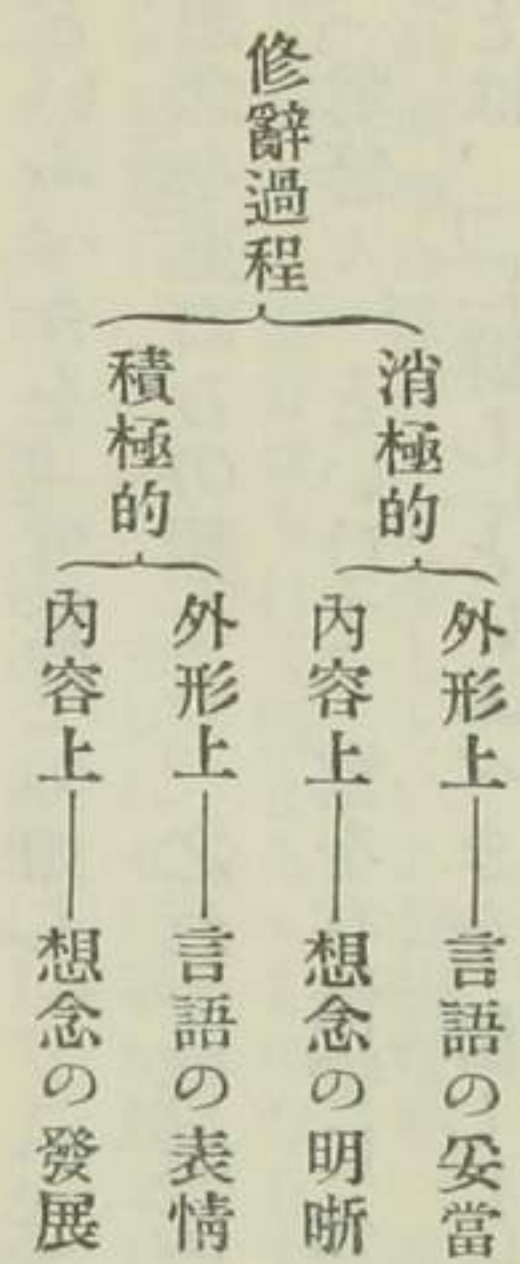 修辭過程
消極的
外形上――言語の妥當
內容上――想念の明晰
積極的
外形上――言語の表情
內容上――想念の發展